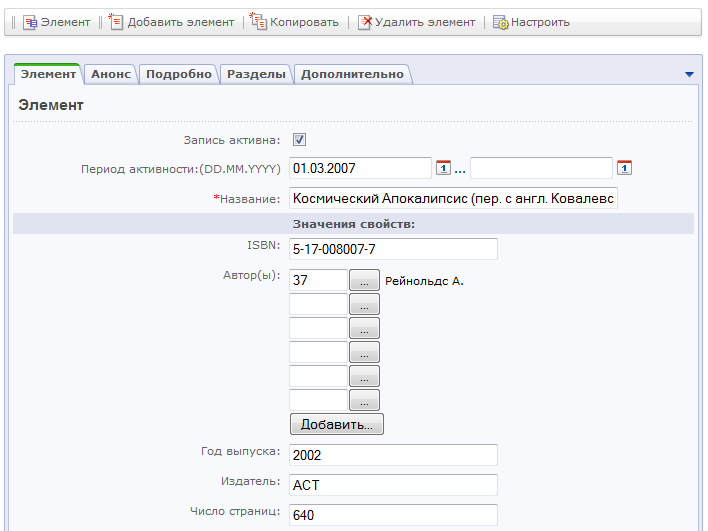 Элемент Добавить элемент Копировать Удалить элемент Настроить
Элемент Анонс Подробно Разделы Дополнительно
Элемент
Запись активна:
Период активности:(DD.MM.YYYY) 01.03.2007 1 ... 1
*Название: Космический Апокалипсис (пер. с англ. Ковалевс
Значения свойств:
ISBN: 5-17-008007-7
Автор(ы): 37 ... Рейнольдс А.
...
...
...
...
...
Добавить...
Год выпуска: 2002
Издатель: АСТ
Число страниц: 640